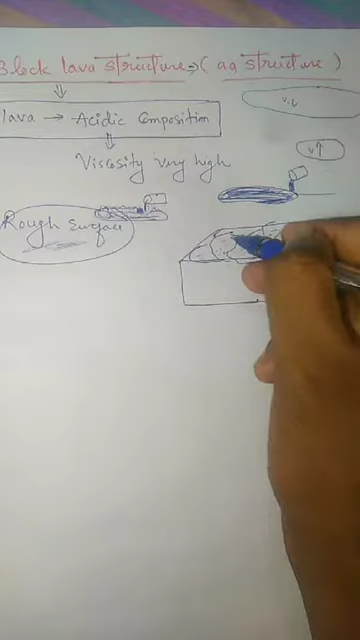 Block lava structure → (aa structure)
lava → Acidic Composition
v↓
v↑
Viscosity very high
Rough Surface